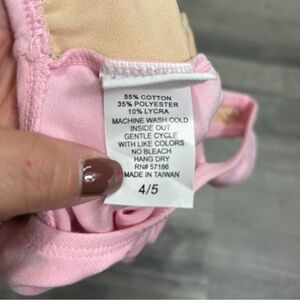 55% COTTON
35% POLYESTER
10% LYCRA
MACHINE WASH COLD
INSIDE OUT
GENTLE CYCLE
WITH LIKE COLORS
NO BLEACH
HANG DRY
RN# 57186
MADE IN TAIWAN
4/5